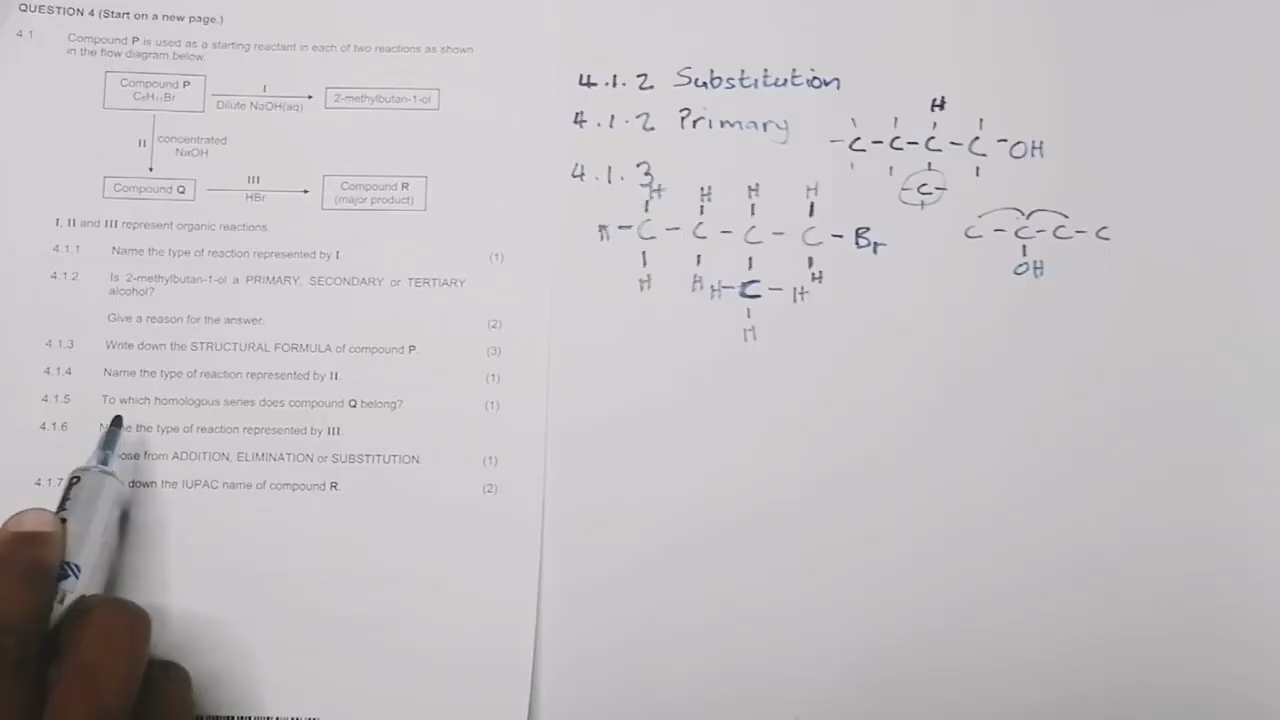 QUESTION 4 (Start on a new page.)
4.1 Compound P is used as a starting reactant in each of two reactions as shown
in the flow diagram below.
Compound P
C₅H₁₁Br
I
Dilute NaOH(aq)
2-methylbutan-1-ol
II
concentrated
NaOH
Compound Q
III
HBr
Compound R
(major product)
I, II and III represent organic reactions.
4.1.1 Name the type of reaction represented by I. (1)
4.1.2 Is 2-methylbutan-1-ol a PRIMARY, SECONDARY or TERTIARY
alcohol?
Give a reason for the answer. (2)
4.1.3 Write down the STRUCTURAL FORMULA of compound P. (3)
4.1.4 Name the type of reaction represented by II. (1)
4.1.5 To which homologous series does compound Q belong? (1)
4.1.6 the type of reaction represented by III.
from ADDITION, ELIMINATION or SUBSTITUTION. (1)
4.1.7 down the IUPAC name of compound R. (2)
4.1.2 Substitution
4.1.2 Primary
4.1.3
H
-C-C-C-C-OH
-C-
C-C-C-C
OH
H H H H
H-C-C-C-C-Br
H H H-C-H H
H